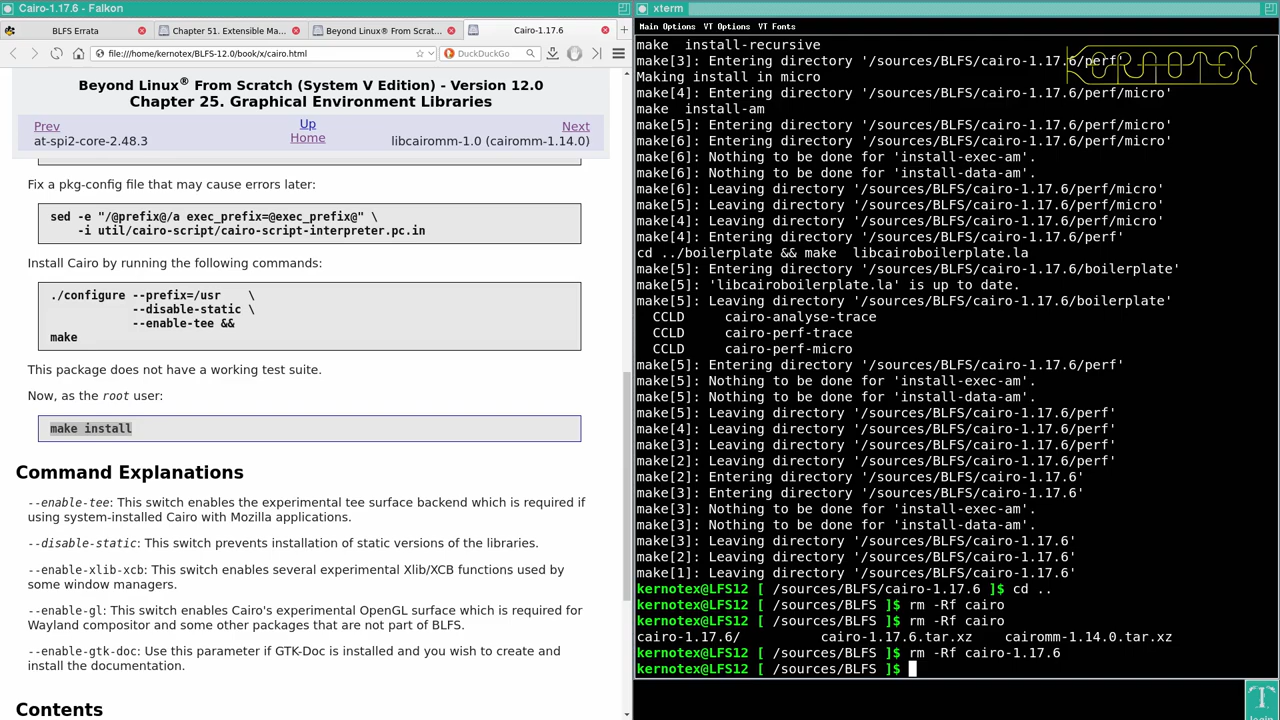 Cairo-1.17.6 - Falkon
BLFS Errata
Chapter 51. Extensible Ma...
Beyond Linux® From Scrat...
Cairo-1.17.6
file:///home/kernotex/BLFS-12.0/book/x/cairo.html
DuckDuckGo
Beyond Linux® From Scratch (System V Edition) - Version 12.0
Chapter 25. Graphical Environment Libraries
Prev
Up
Next
at-spi2-core-2.48.3
Home
libcairomm-1.0 (cairomm-1.14.0)
Fix a pkg-config file that may cause errors later:
sed -e "/@prefix@/a exec_prefix=@exec_prefix@" \
-i util/cairo-script/cairo-script-interpreter.pc.in
Install Cairo by running the following commands:
./configure --prefix=/usr \
--disable-static \
--enable-tee &&
make
This package does not have a working test suite.
Now, as the root user:
make install
Command Explanations
--enable-tee: This switch enables the experimental tee surface backend which is required if
using system-installed Cairo with Mozilla applications.
--disable-static: This switch prevents installation of static versions of the libraries.
--enable-xlib-xcb: This switch enables several experimental Xlib/XCB functions used by
some window managers.
--enable-gl: This switch enables Cairo's experimental OpenGL surface which is required for
Wayland compositor and some other packages that are not part of BLFS.
--enable-gtk-doc: Use this parameter if GTK-Doc is installed and you wish to create and
install the documentation.
Contents
xterm
Main Options VT Options VT Fonts
KERNOTEX
make  install-recursive
make[3]: Entering directory '/sources/BLFS/cairo-1.17.6/perf'
Making install in micro
make[4]: Entering directory '/sources/BLFS/cairo-1.17.6/perf/micro'
make  install-am
make[5]: Entering directory '/sources/BLFS/cairo-1.17.6/perf/micro'
make[6]: Entering directory '/sources/BLFS/cairo-1.17.6/perf/micro'
make[6]: Nothing to be done for 'install-exec-am'.
make[6]: Nothing to be done for 'install-data-am'.
make[6]: Leaving directory '/sources/BLFS/cairo-1.17.6/perf/micro'
make[5]: Leaving directory '/sources/BLFS/cairo-1.17.6/perf/micro'
make[4]: Leaving directory '/sources/BLFS/cairo-1.17.6/perf/micro'
make[4]: Entering directory '/sources/BLFS/cairo-1.17.6/perf'
cd ../boilerplate && make  libcairoboilerplate.la
make[5]: Entering directory '/sources/BLFS/cairo-1.17.6/boilerplate'
make[5]: 'libcairoboilerplate.la' is up to date.
make[5]: Leaving directory '/sources/BLFS/cairo-1.17.6/boilerplate'
CCLD     cairo-analyse-trace
CCLD     cairo-perf-trace
CCLD     cairo-perf-micro
make[5]: Entering directory '/sources/BLFS/cairo-1.17.6/perf'
make[5]: Nothing to be done for 'install-exec-am'.
make[5]: Nothing to be done for 'install-data-am'.
make[5]: Leaving directory '/sources/BLFS/cairo-1.17.6/perf'
make[4]: Leaving directory '/sources/BLFS/cairo-1.17.6/perf'
make[3]: Leaving directory '/sources/BLFS/cairo-1.17.6/perf'
make[2]: Leaving directory '/sources/BLFS/cairo-1.17.6/perf'
make[2]: Entering directory '/sources/BLFS/cairo-1.17.6'
make[3]: Entering directory '/sources/BLFS/cairo-1.17.6'
make[3]: Nothing to be done for 'install-exec-am'.
make[3]: Nothing to be done for 'install-data-am'.
make[3]: Leaving directory '/sources/BLFS/cairo-1.17.6'
make[2]: Leaving directory '/sources/BLFS/cairo-1.17.6'
make[1]: Leaving directory '/sources/BLFS/cairo-1.17.6'
kernotex@LFS12 [ /sources/BLFS/cairo-1.17.6 ]$ cd ..
kernotex@LFS12 [ /sources/BLFS ]$ rm -Rf cairo
kernotex@LFS12 [ /sources/BLFS ]$ rm -Rf cairo
cairo-1.17.6/          cairo-1.17.6.tar.xz    cairomm-1.14.0.tar.xz
kernotex@LFS12 [ /sources/BLFS ]$ rm -Rf cairo-1.17.6
kernotex@LFS12 [ /sources/BLFS ]$
T
login